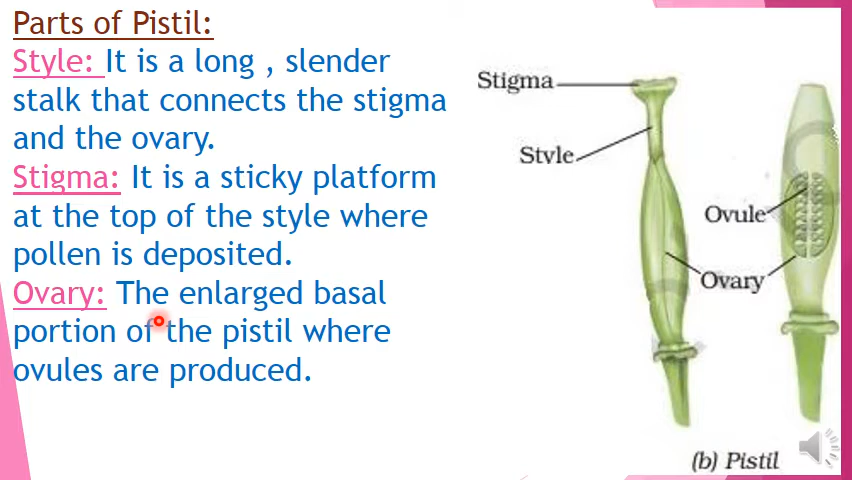 Parts of Pistil:
Style: It is a long , slender
stalk that connects the stigma
and the ovary.
Stigma: It is a sticky platform
at the top of the style where
pollen is deposited.
Ovary: The enlarged basal
portion of the pistil where
ovules are produced.
Stigma
Style
Ovule
Ovary
(b) Pistil